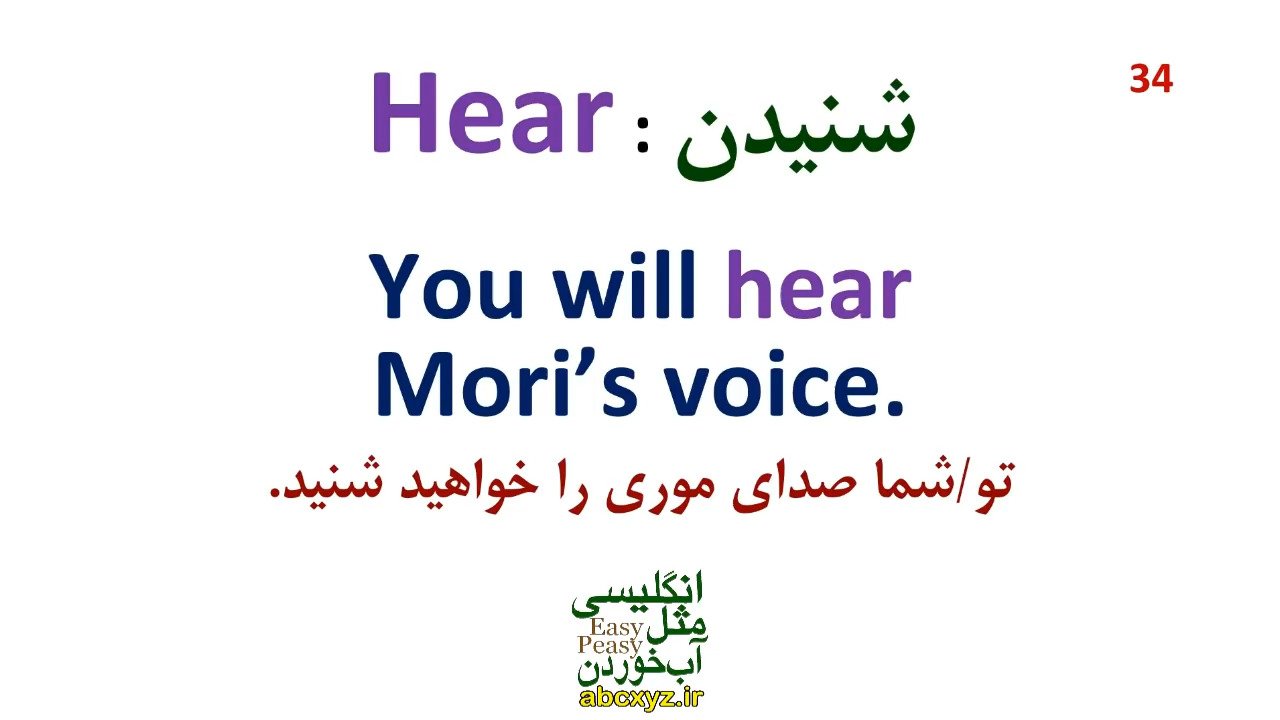 34
Hear : شنیدن
You will hear
Mori’s voice.
تو/شما صدای موری را خواهید شنید.
انگلیسی
مثل
Easy
Peasy
آب‌خوردن
abcxyz.ir